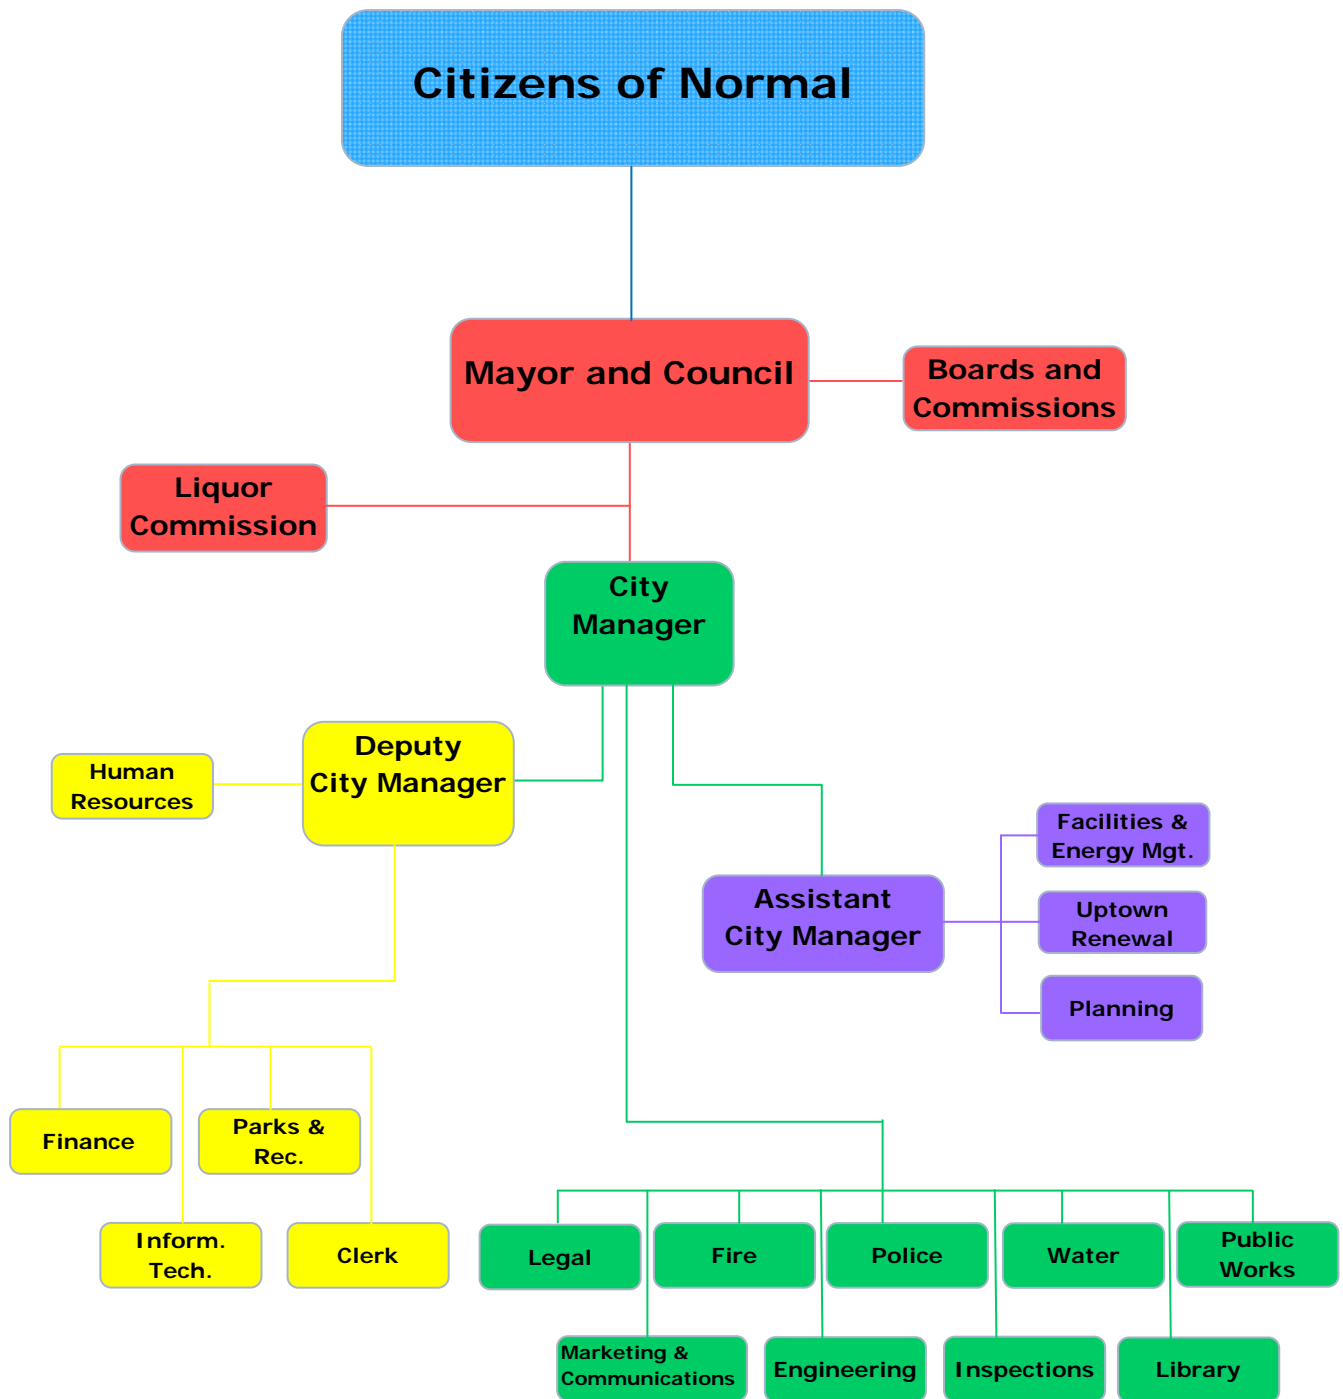 Citizens of Normal
Mayor and Council
Boards and
Commissions
Liquor
Commission
City
Manager
Deputy
City Manager
Human
Resources
Assistant
City Manager
Facilities &
Energy Mgt.
Uptown
Renewal
Planning
Finance
Parks &
Rec.
Inform.
Tech.
Clerk
Legal
Fire
Police
Water
Public
Works
Marketing &
Communications
Engineering
Inspections
Library